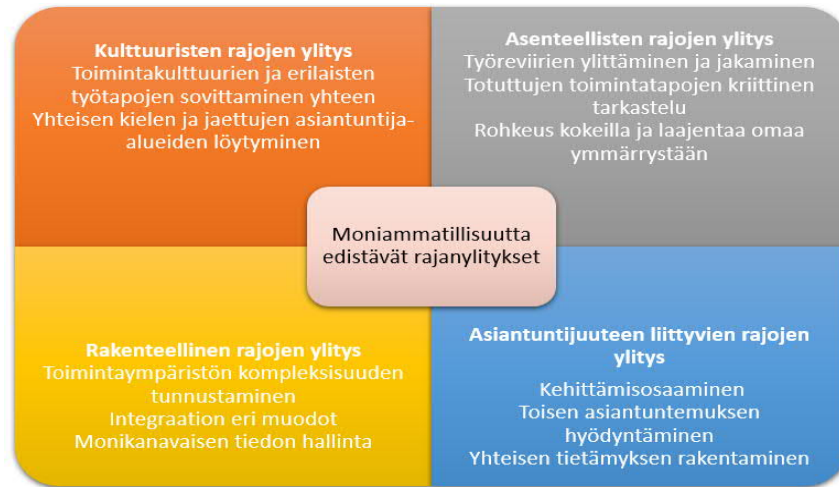 Kulttuuristen rajojen ylitys
Toimintakulttuurien ja erilaisten
työtapojen sovittaminen yhteen
Yhteisen kielen ja jaettujen asiantuntija-
alueiden löytyminen
Asenteellisten rajojen ylitys
Työreviirien ylittäminen ja jakaminen
Totuttujen toimintatapojen kriittinen
tarkastelu
Rohkeus kokeilla ja laajentaa omaa
ymmärrystään
Moniammatillisuutta
edistävät rajanylitykset
Rakenteellinen rajojen ylitys
Toimintaympäristön kompleksisuuden
tunnustaminen
Integraation eri muodot
Monikanavaisen tiedon hallinta
Asiantuntijuuteen liittyvien rajojen
ylitys
Kehittämisosaaminen
Toisen asiantuntemuksen
hyödyntäminen
Yhteisen tietämyksen rakentaminen